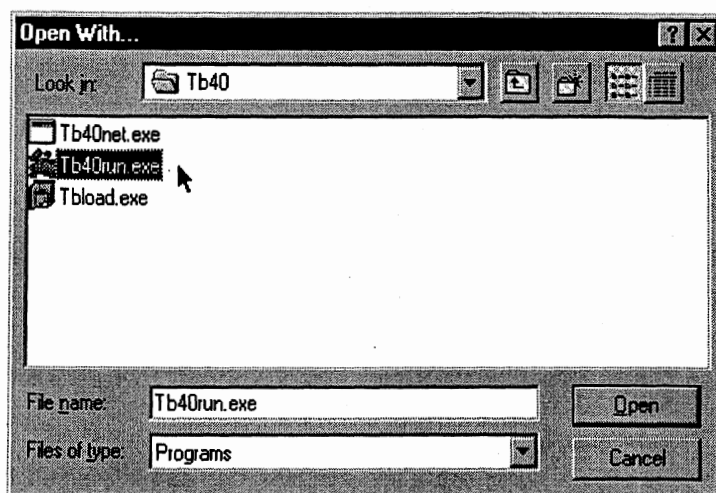 Open With...
Look in: Tb40
Tb40net.exe
Tb40run.exe
Tbload.exe
File name: Tb40run.exe Open
Files of type: Programs Cancel